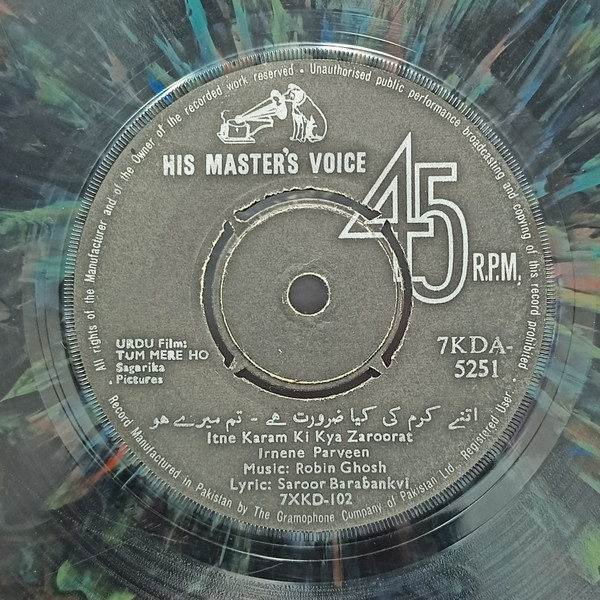 All rights of the Manufacturer and of the Owner of the recorded work reserved • Unauthorised public performance broadcasting and copying of this record prohibited.
HIS MASTER'S VOICE
45
R.P.M.
URDU Film:
TUM MERE HO
Sagarika
Pictures
7KDA-
5251
اتنے کرم کی کیا ضرورت ہے - تم میرے ہو
Itne Karam Ki Kya Zaroorat
Irnene Parveen
Music: Robin Ghosh
Lyric: Saroor Barabankvi
7XKD-102
Record Manufactured in Pakistan by The Gramophone Company of Pakistan Ltd., Registered User.